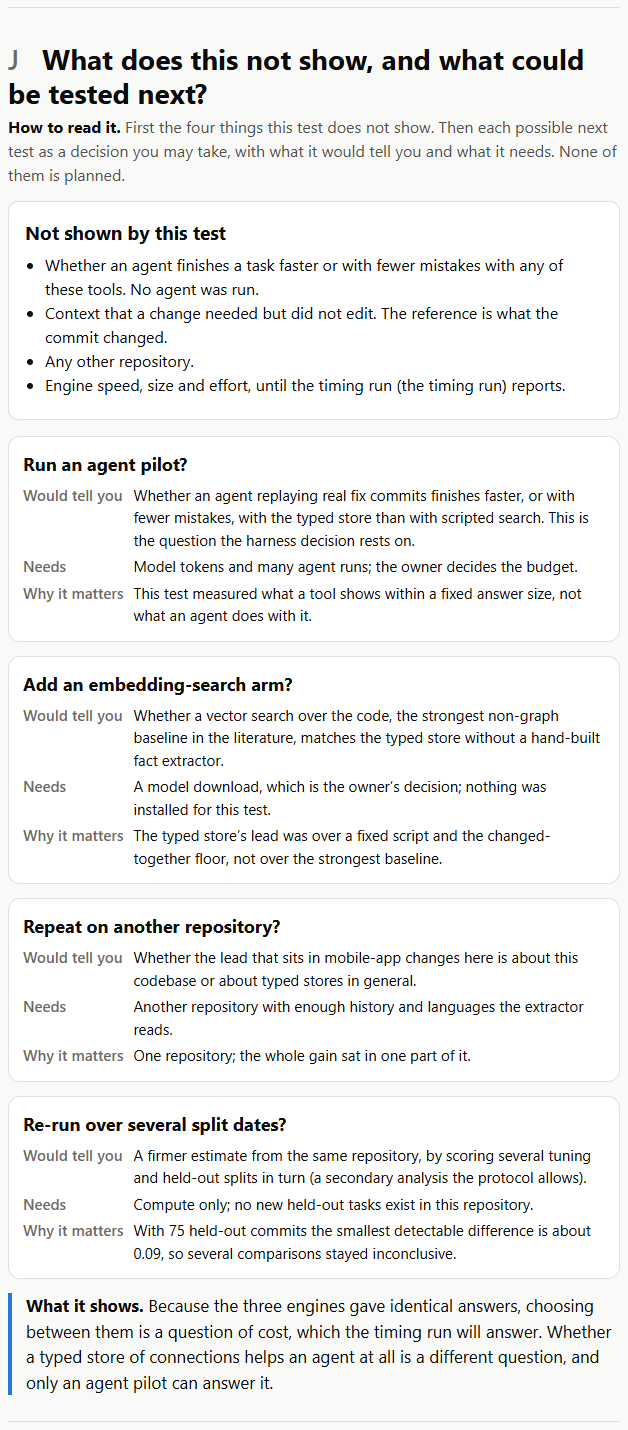 J What does this not show, and what could
be tested next?
How to read it. First the four things this test does not show. Then each possible next
test as a decision you may take, with what it would tell you and what it needs. None of
them is planned.
Not shown by this test
• Whether an agent finishes a task faster or with fewer mistakes with any of
these tools. No agent was run.
• Context that a change needed but did not edit. The reference is what the
commit changed.
• Any other repository.
• Engine speed, size and effort, until the timing run (the timing run) reports.
Run an agent pilot?
Would tell you Whether an agent replaying real fix commits finishes faster, or with
fewer mistakes, with the typed store than with scripted search. This is
the question the harness decision rests on.
Needs Model tokens and many agent runs; the owner decides the budget.
Why it matters This test measured what a tool shows within a fixed answer size, not
what an agent does with it.
Add an embedding-search arm?
Would tell you Whether a vector search over the code, the strongest non-graph
baseline in the literature, matches the typed store without a hand-built
fact extractor.
Needs A model download, which is the owner's decision; nothing was
installed for this test.
Why it matters The typed store's lead was over a fixed script and the changed-
together floor, not over the strongest baseline.
Repeat on another repository?
Would tell you Whether the lead that sits in mobile-app changes here is about this
codebase or about typed stores in general.
Needs Another repository with enough history and languages the extractor
reads.
Why it matters One repository; the whole gain sat in one part of it.
Re-run over several split dates?
Would tell you A firmer estimate from the same repository, by scoring several tuning
and held-out splits in turn (a secondary analysis the protocol allows).
Needs Compute only; no new held-out tasks exist in this repository.
Why it matters With 75 held-out commits the smallest detectable difference is about
0.09, so several comparisons stayed inconclusive.
What it shows. Because the three engines gave identical answers, choosing
between them is a question of cost, which the timing run will answer. Whether
a typed store of connections helps an agent at all is a different question, and
only an agent pilot can answer it.